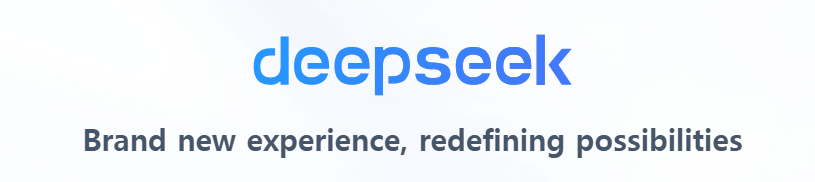 deepseek
Brand new experience, redefining possibilities